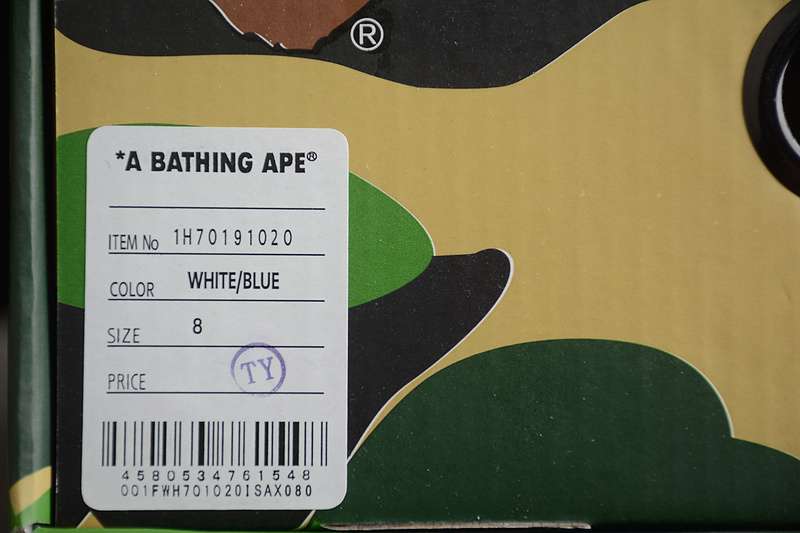 ®
*A BATHING APE®
ITEM No 1H70191020
COLOR WHITE/BLUE
SIZE 8
PRICE TY
4580534761548
001FWH701020ISAX080